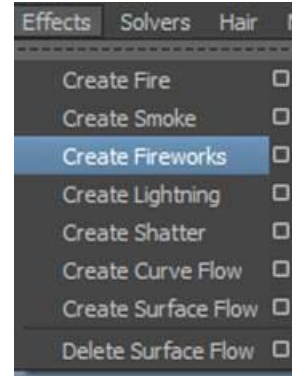 Effects Solvers Hair
Create Fire
Create Smoke
Create Fireworks
Create Lightning
Create Shatter
Create Curve Flow
Create Surface Flow
Delete Surface Flow